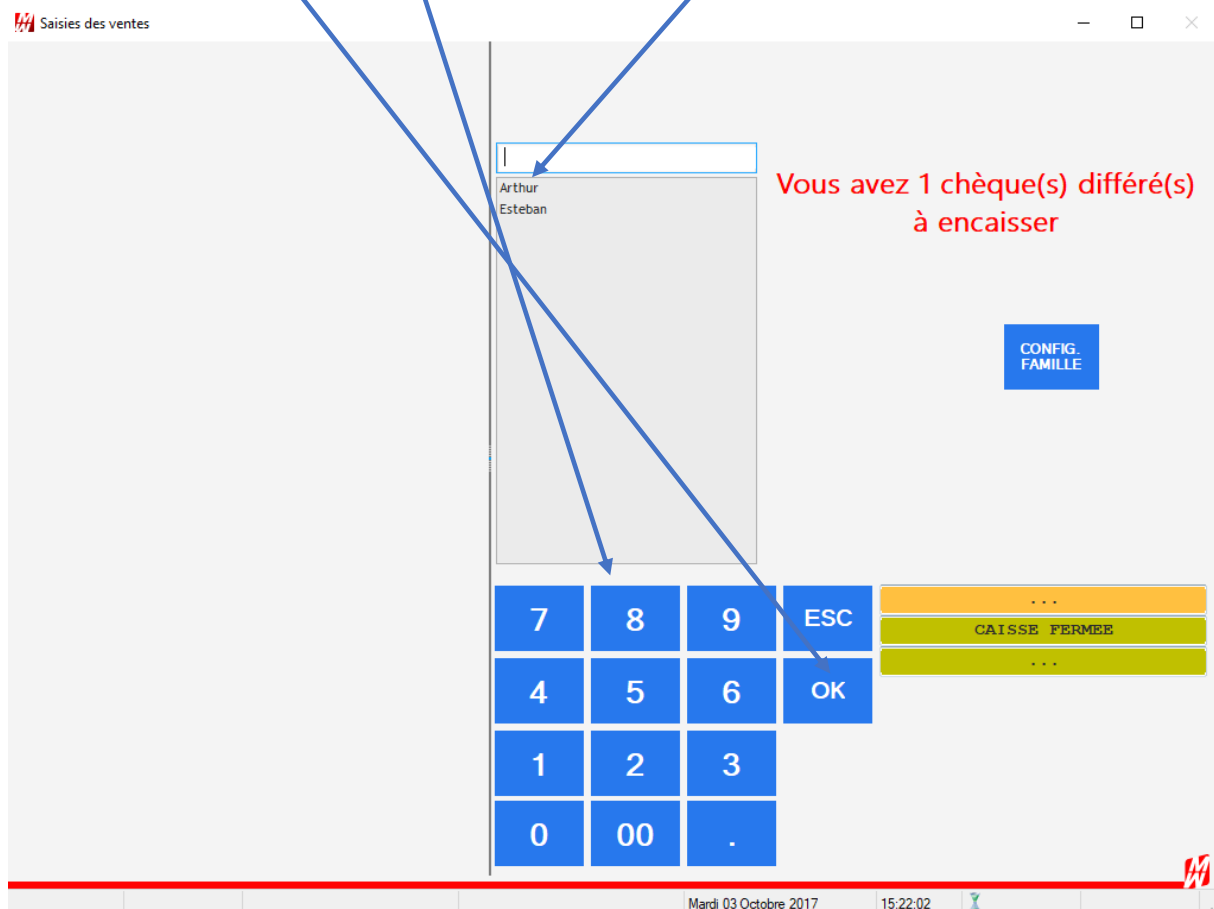 Saisies des ventes
Arthur
Esteban
Vous avez 1 chèque(s) différé(s)
à encaisser
CONFIG.
FAMILLE
7 8 9 ESC
4 5 6 OK
1 2 3
0 00 .
...
CAISSE FERMEE
...
Mardi 03 Octobre 2017 15:22:02